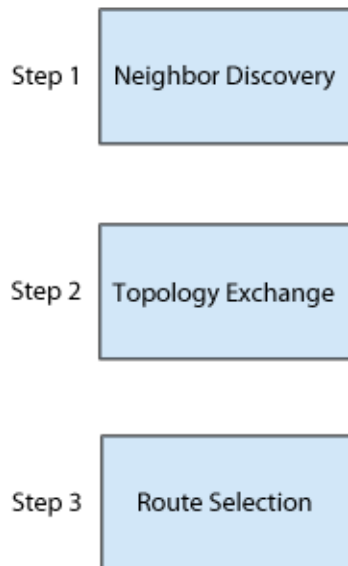 Step 1 Neighbor Discovery
Step 2 Topology Exchange
Step 3 Route Selection